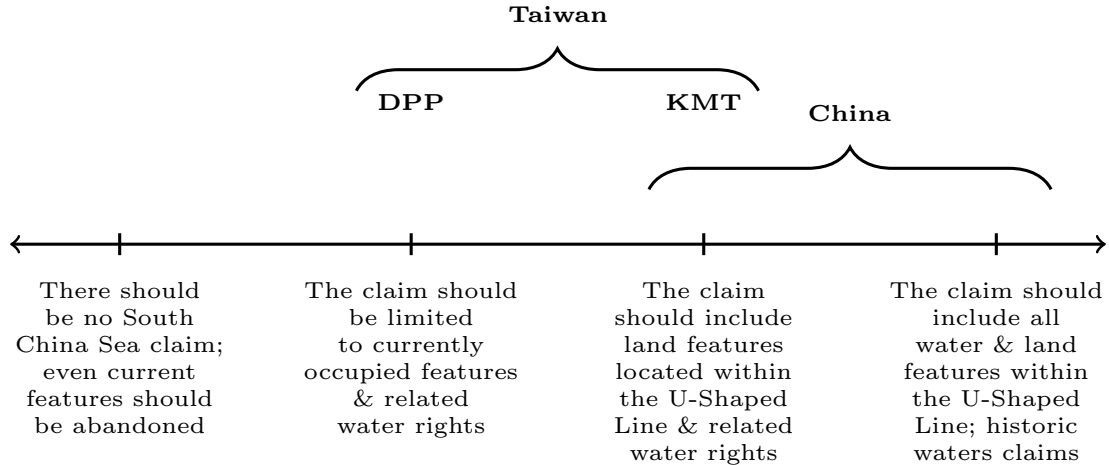 Taiwan
DPP
KMT
China
There should
be no South
China Sea claim;
even current
features should
be abandoned
The claim should
be limited
to currently
occupied features
& related
water rights
The claim
should include
land features
located within
the U-Shaped
Line & related
water rights
The claim should
include all
water & land
features within
the U-Shaped
Line; historic
waters claims